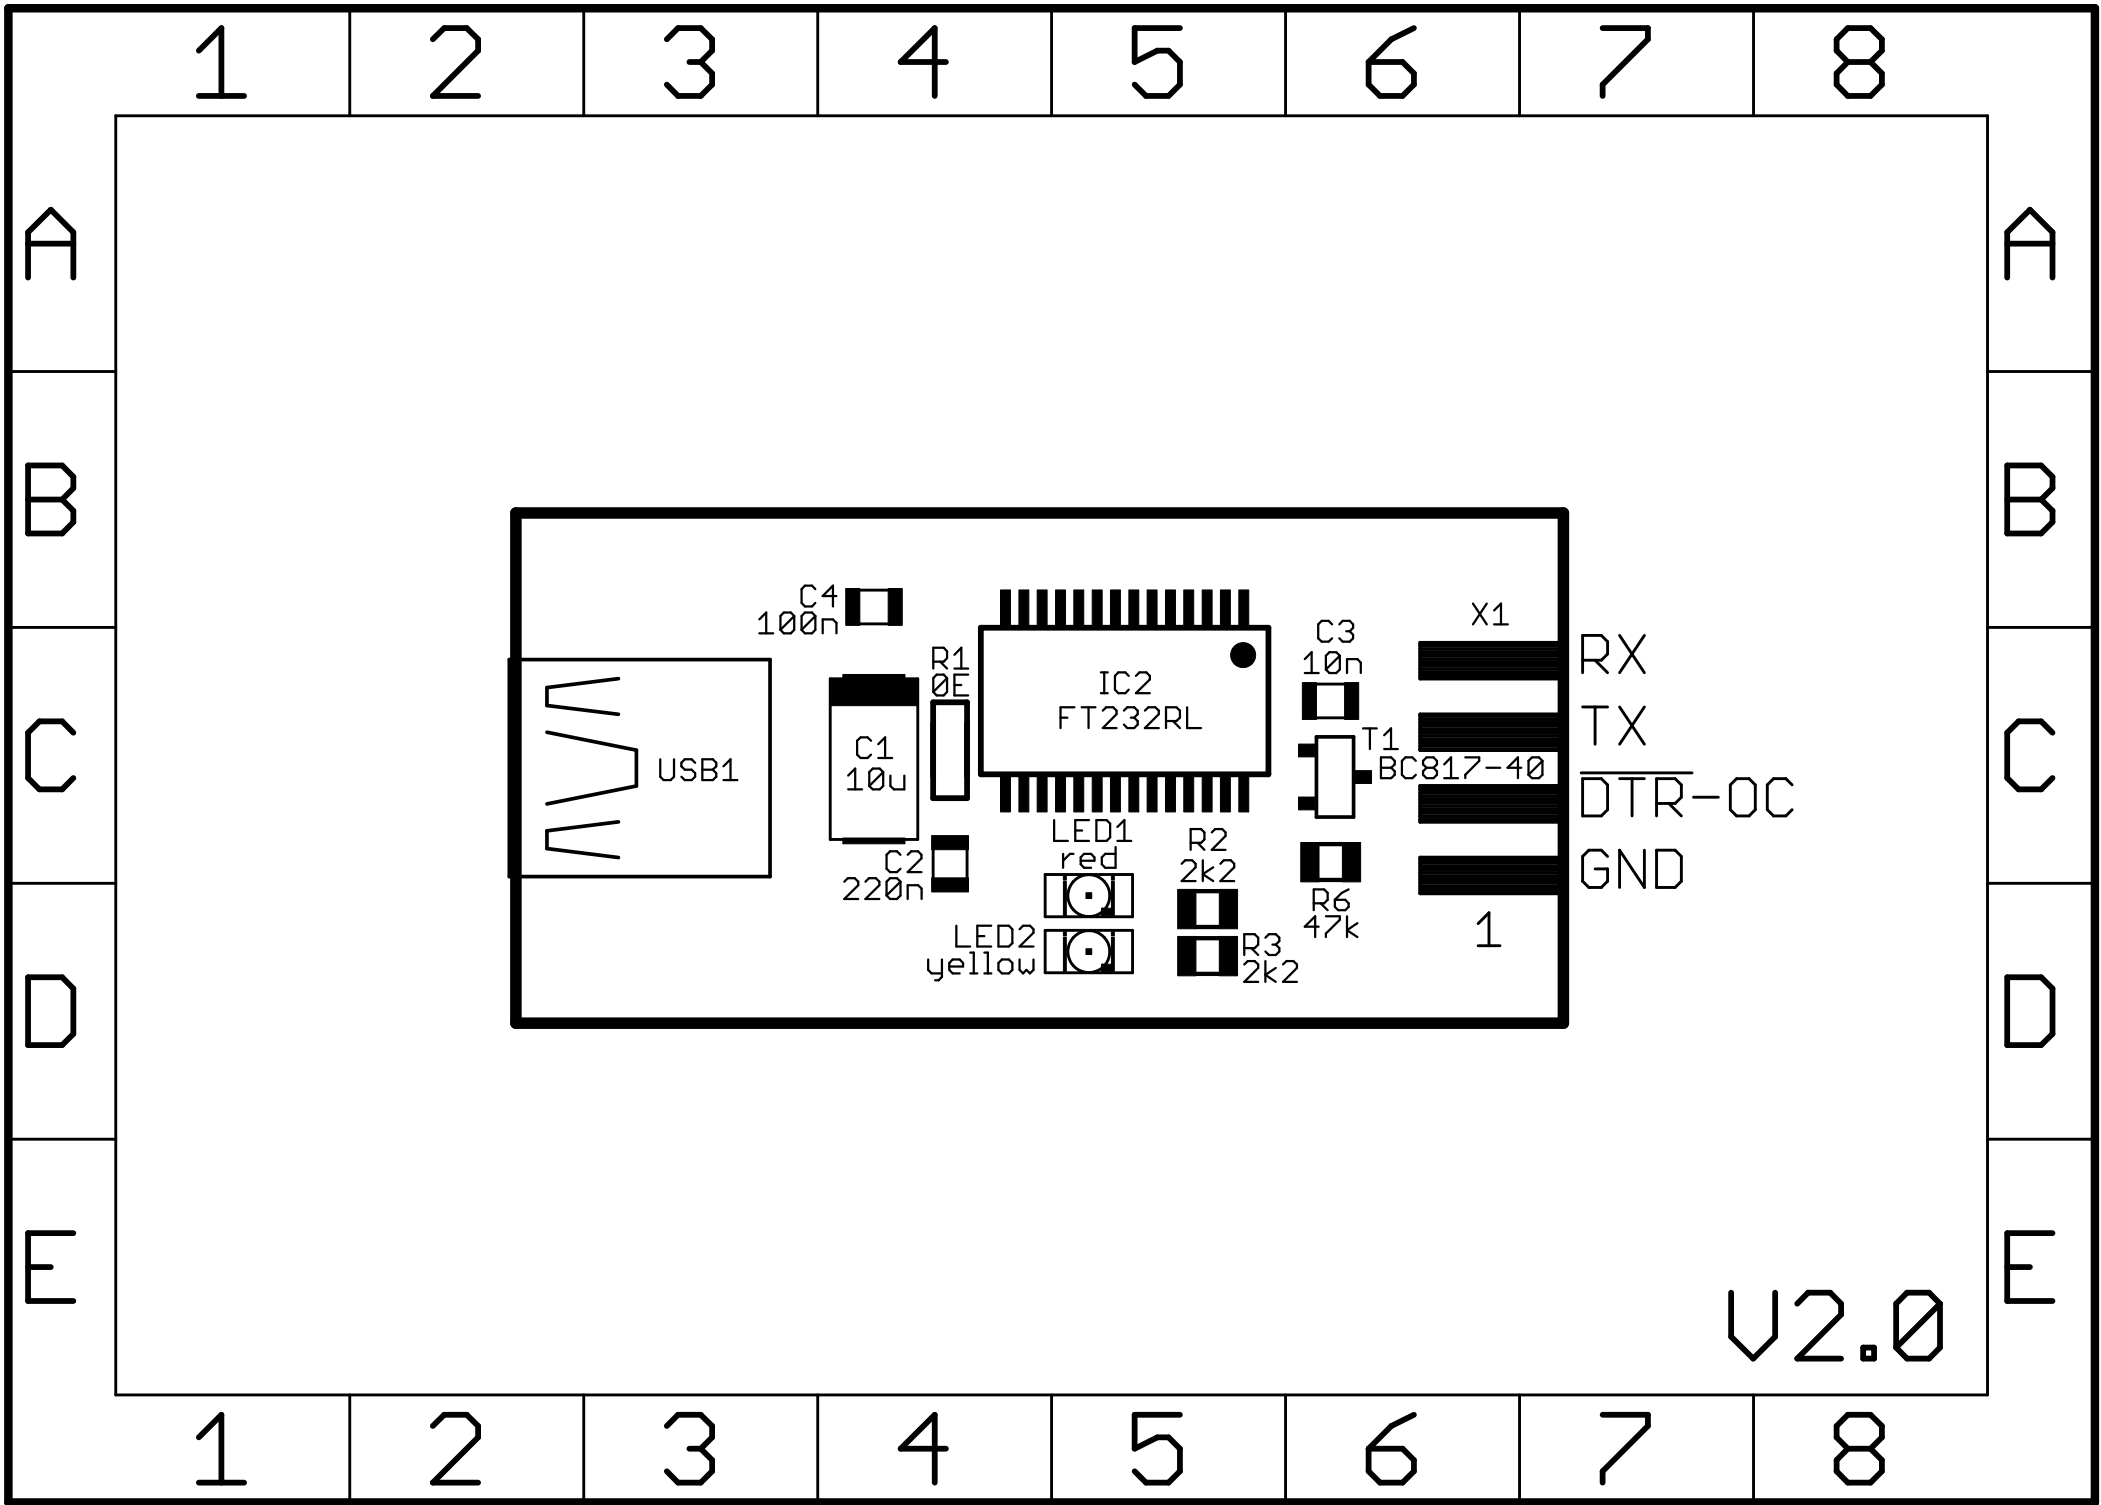 1 2 3 4 5 6 7 8
A A
B B
C4
100n
C3
10n
X1
RX
R1
0E
IC2
FT232RL
TX
C C
C1
10u
USB1
T1
BC817-40
DTR-OC
LED1
red
R2
2k2
C2
220n
GND
R6
47k
1
LED2
yellow
R3
2k2
D D
E E
V2.0
1 2 3 4 5 6 7 8